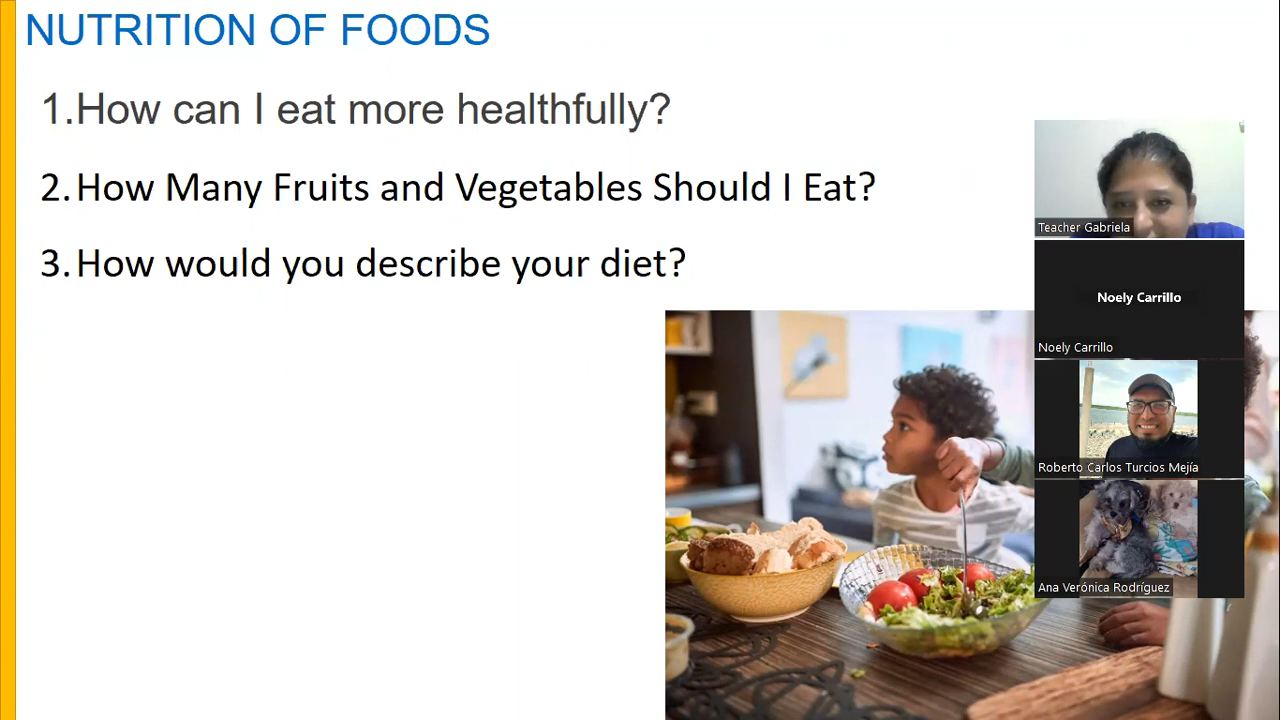 NUTRITION OF FOODS
1.How can I eat more healthfully?
2.How Many Fruits and Vegetables Should I Eat?
3.How would you describe your diet?
Teacher Gabriela
Noely Carrillo
Noely Carrillo
Roberto Carlos Turcios Mejía
Ana Verónica Rodríguez